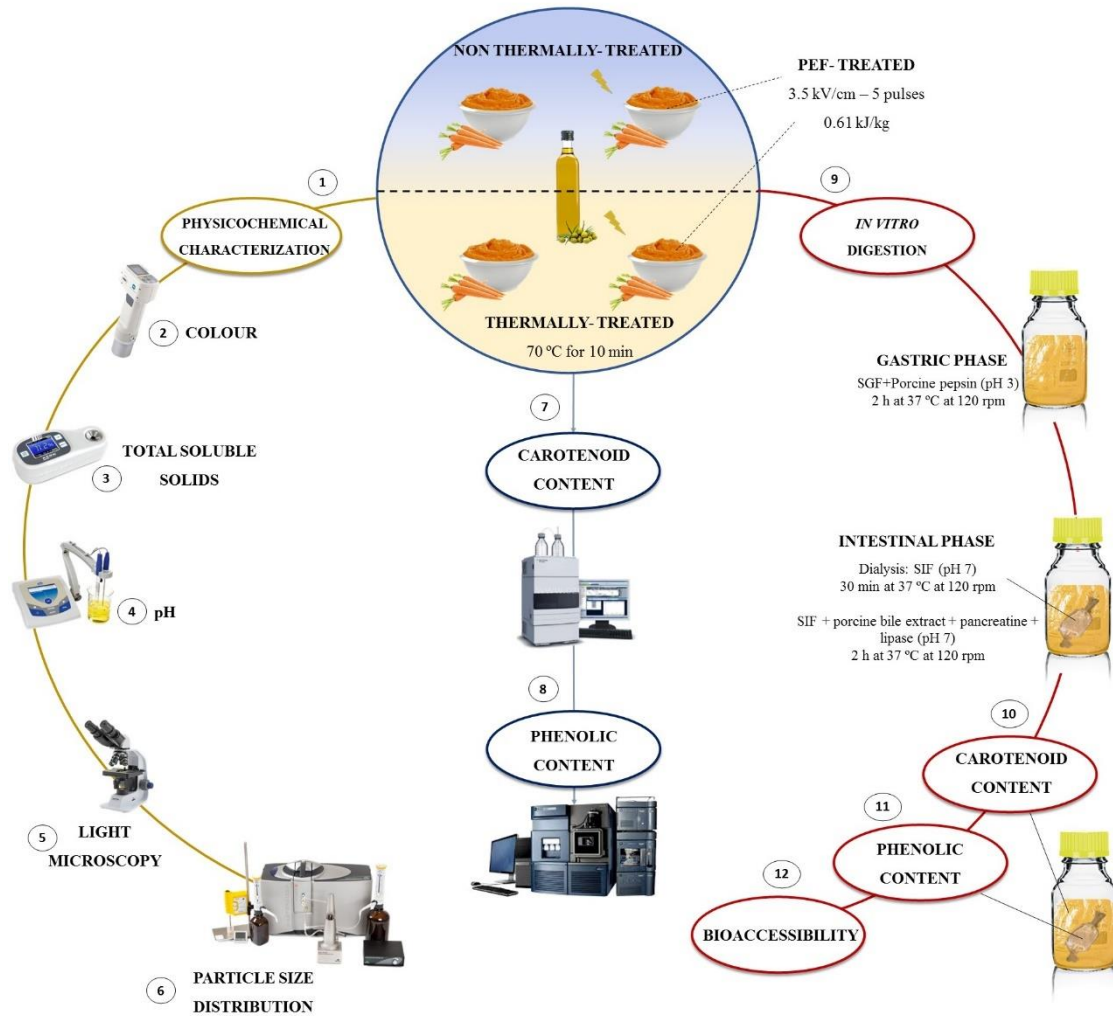 NON THERMALLY- TREATED
PEF- TREATED
3.5 kV/cm – 5 pulses
0.61 kJ/kg
THERMALLY- TREATED
70 ºC for 10 min
1
PHYSICOCHEMICAL
CHARACTERIZATION
2
COLOUR
3
TOTAL SOLUBLE
SOLIDS
4
pH
5
LIGHT
MICROSCOPY
6
PARTICLE SIZE
DISTRIBUTION
7
CAROTENOID
CONTENT
8
PHENOLIC
CONTENT
9
IN VITRO
DIGESTION
GASTRIC PHASE
SGF+Porcine pepsin (pH 3)
2 h at 37 ºC at 120 rpm
INTESTINAL PHASE
Dialysis: SIF (pH 7)
30 min at 37 ºC at 120 rpm
SIF + porcine bile extract + pancreatine +
lipase (pH 7)
2 h at 37 ºC at 120 rpm
10
CAROTENOID
CONTENT
11
PHENOLIC
CONTENT
12
BIOACCESSIBILITY